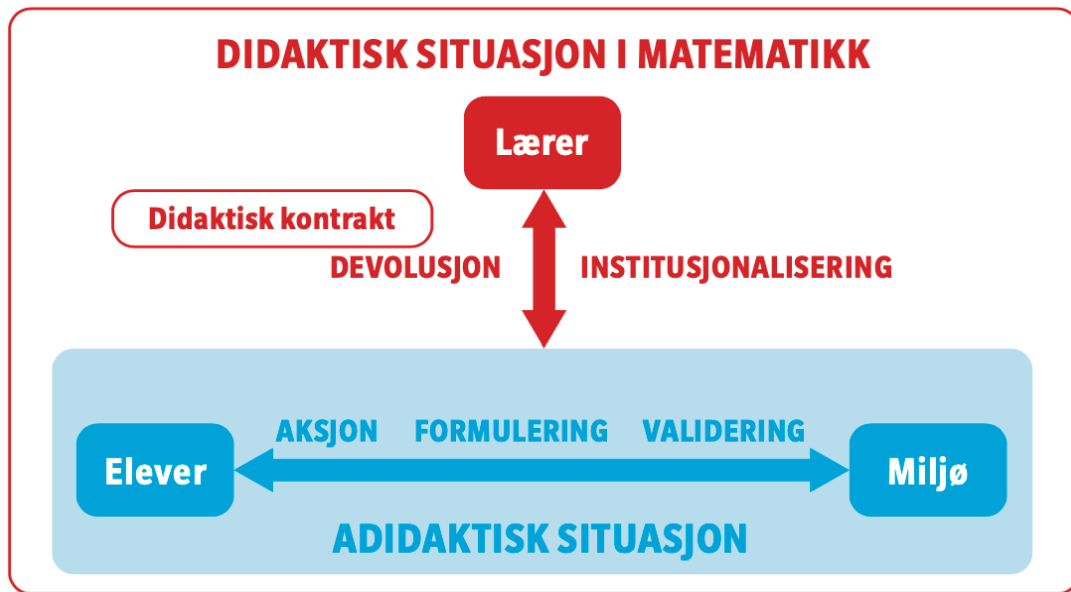 DIDAKTISK SITUASJON I MATEMATIKK
Lærer
Didaktisk kontrakt
DEVOLUSJON INSTITUSJONALISERING
AKSJON FORMULERING VALIDERING
Elever Miljø
ADIDAKTISK SITUASJON